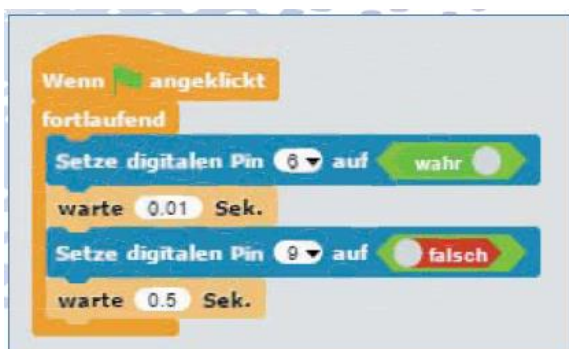 Wenn angeklickt
fortlaufend
Setze digitalen Pin 6 auf wahr
warte 0.01 Sek.
Setze digitalen Pin 9 auf falsch
warte 0.5 Sek.